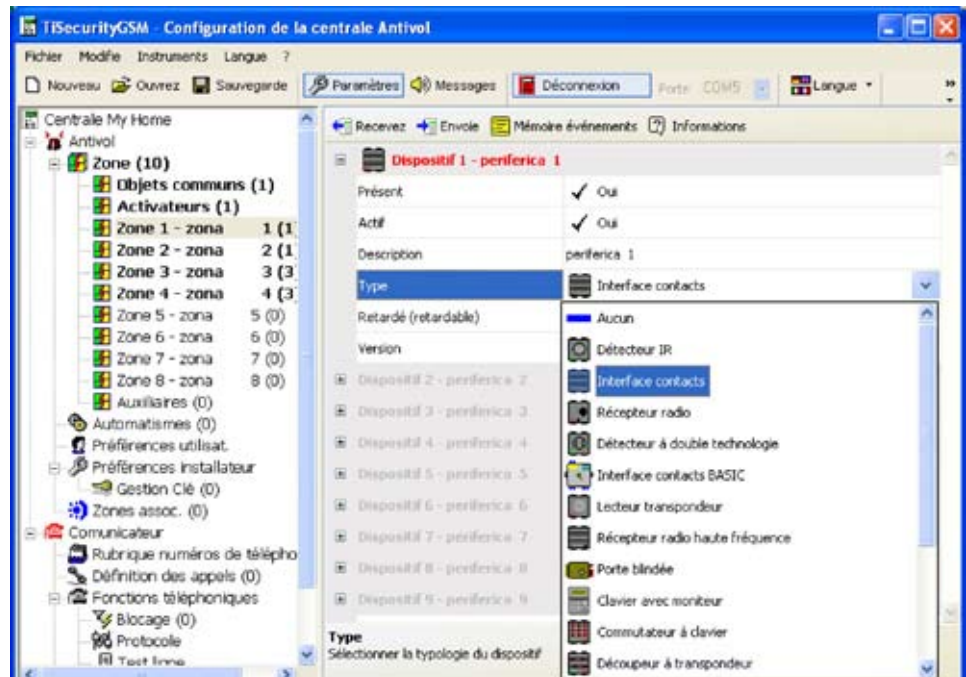 TiSecurityGSM - Configuration de la centrale Antivol
Fichier Modifie Instruments Langue ?
Nouveau Ouvrez Sauvegarde Paramètres Messages Déconnexion Porte COM5 Langue
Centrale My Home
Antivol
Zone (10)
Objets communs (1)
Activateurs (1)
Zone 1 - zona 1 (1
Zone 2 - zona 2 (1
Zone 3 - zona 3 (3
Zone 4 - zona 4 (3
Zone 5 - zona 5 (0)
Zone 6 - zona 6 (0)
Zone 7 - zona 7 (0)
Zone 8 - zona 8 (0)
Auxiliaires (0)
Automatismes (0)
Préférences utilisat.
Préférences installateur
Gestion Clé (0)
Zones assoc. (0)
Comunicateur
Rubrique numéros de télépho
Définition des appels (0)
Fonctions téléphoniques
Blocage (0)
Protocole
Test ligne
Recevez Envoie Mémoire événements Informations
Dispositif 1 - periferica 1
Présent Oui
Actif Oui
Description periferica 1
Type Interface contacts
Retardé (retardable)
Version
Dispositif 2 - periferica 2
Dispositif 3 - periferica 3
Dispositif 4 - periferica 4
Dispositif 5 - periferica 5
Dispositif 6 - periferica 6
Dispositif 7 - periferica 7
Dispositif 8 - periferica 8
Dispositif 9 - periferica 9
Aucun
Détecteur IR
Interface contacts
Récepteur radio
Détecteur à double technologie
Interface contacts BASIC
Lecteur transpondeur
Récepteur radio haute fréquence
Porte blindée
Clavier avec moniteur
Commutateur à clavier
Découpeur à transpondeur
Type
Sélectionner la typologie du dispositif